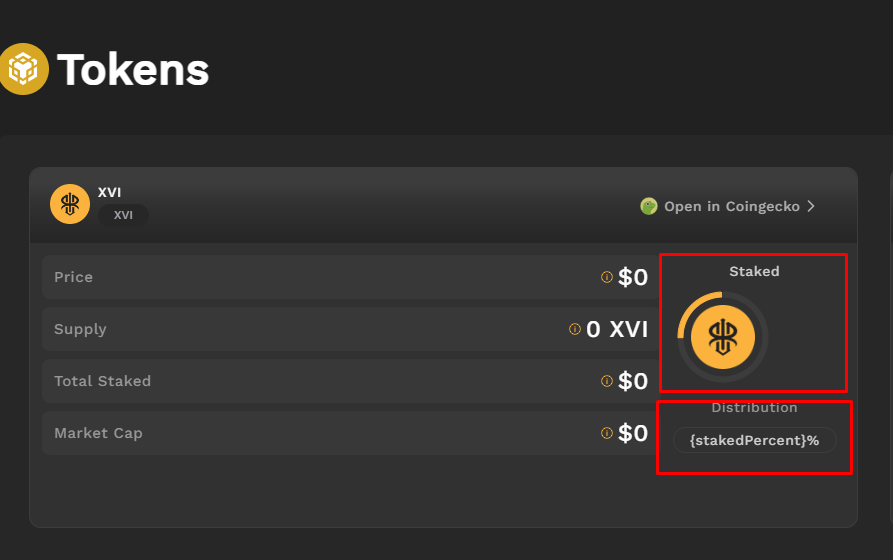 Tokens
XVI
XVI
Open in Coingecko
Price
$0
Supply
0 XVI
Total Staked
$0
Market Cap
$0
Staked
Distribution
{stakedPercent}%